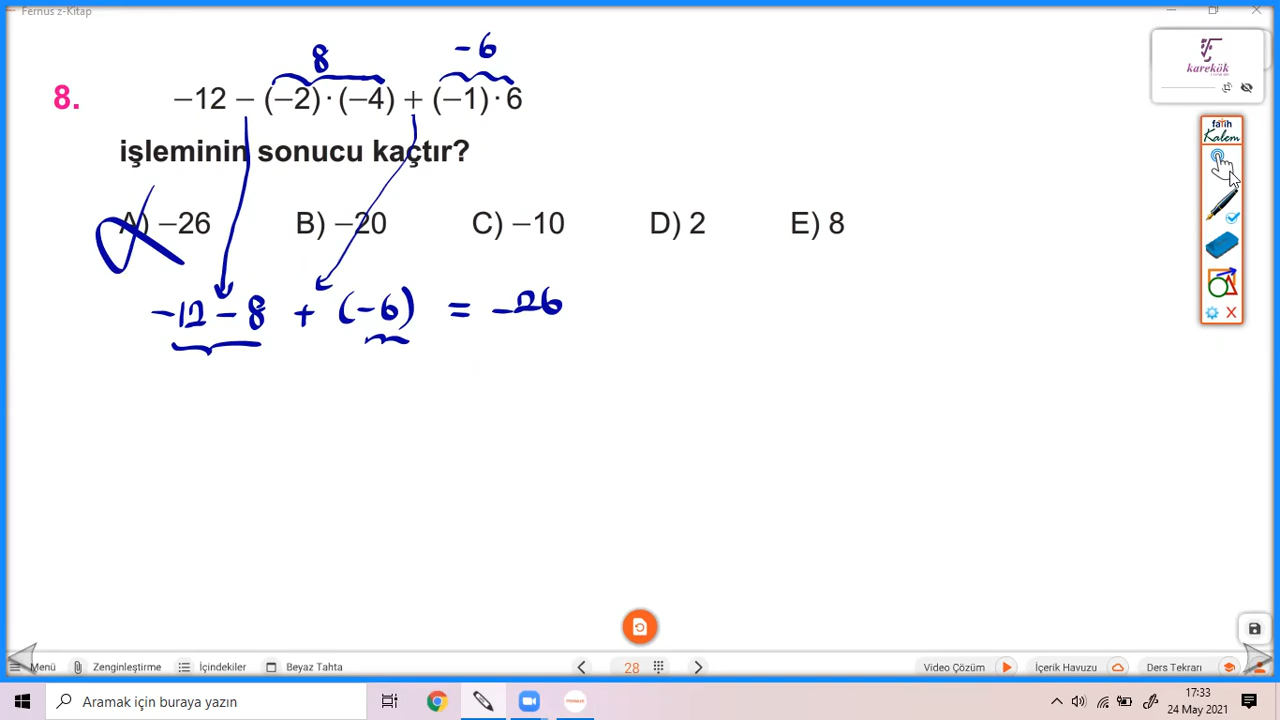 Fernus z-Kitap
8
-6
8. −12 − (−2) · (−4) + (−1) · 6
işleminin sonucu kaçtır?
A) −26 B) −20 C) −10 D) 2 E) 8
-12 - 8 + (-6) = -26
karekök
fatih
Kalem
Menü Zenginleştirme İçindekiler Beyaz Tahta 28 Video Çözüm İçerik Havuzu Ders Tekrarı
Aramak için buraya yazın
17:33
24 May 2021